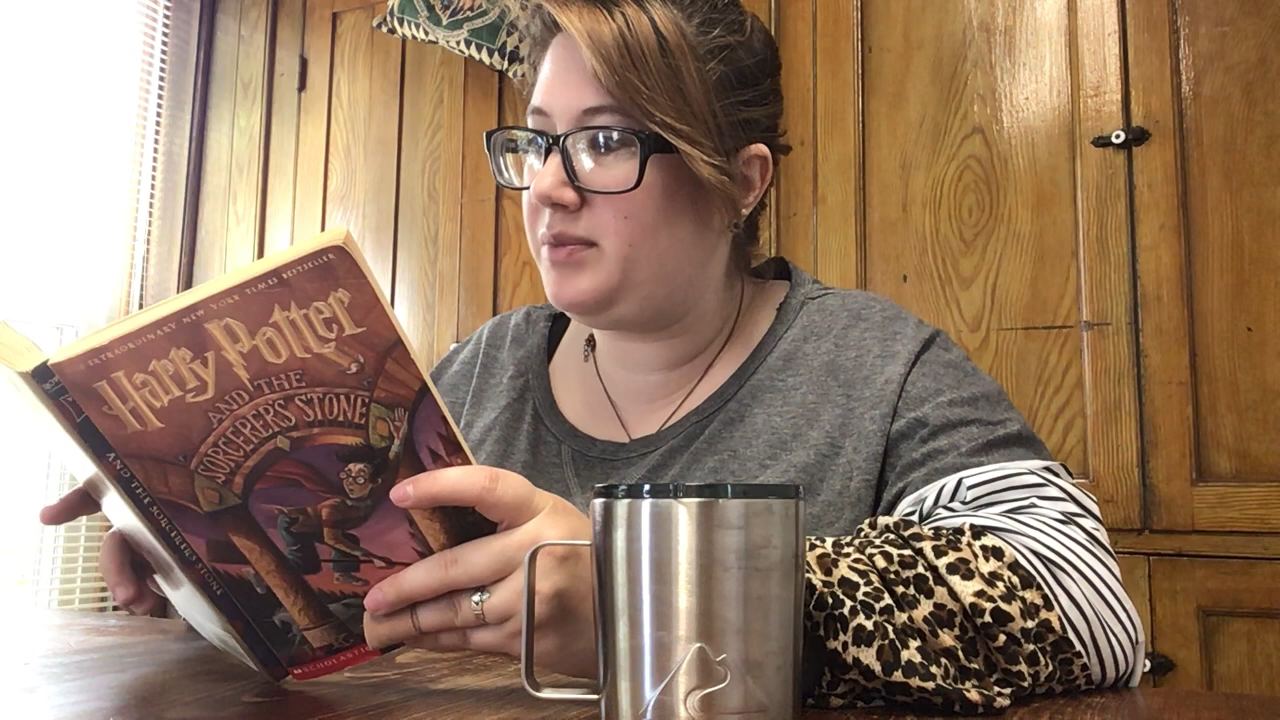 EXTRAORDINARY NEW YORK TIMES BESTSELLER
Harry Potter
AND THE
SORCERER'S STONE
AND THE SORCERER'S STONE
SCHOLASTIC